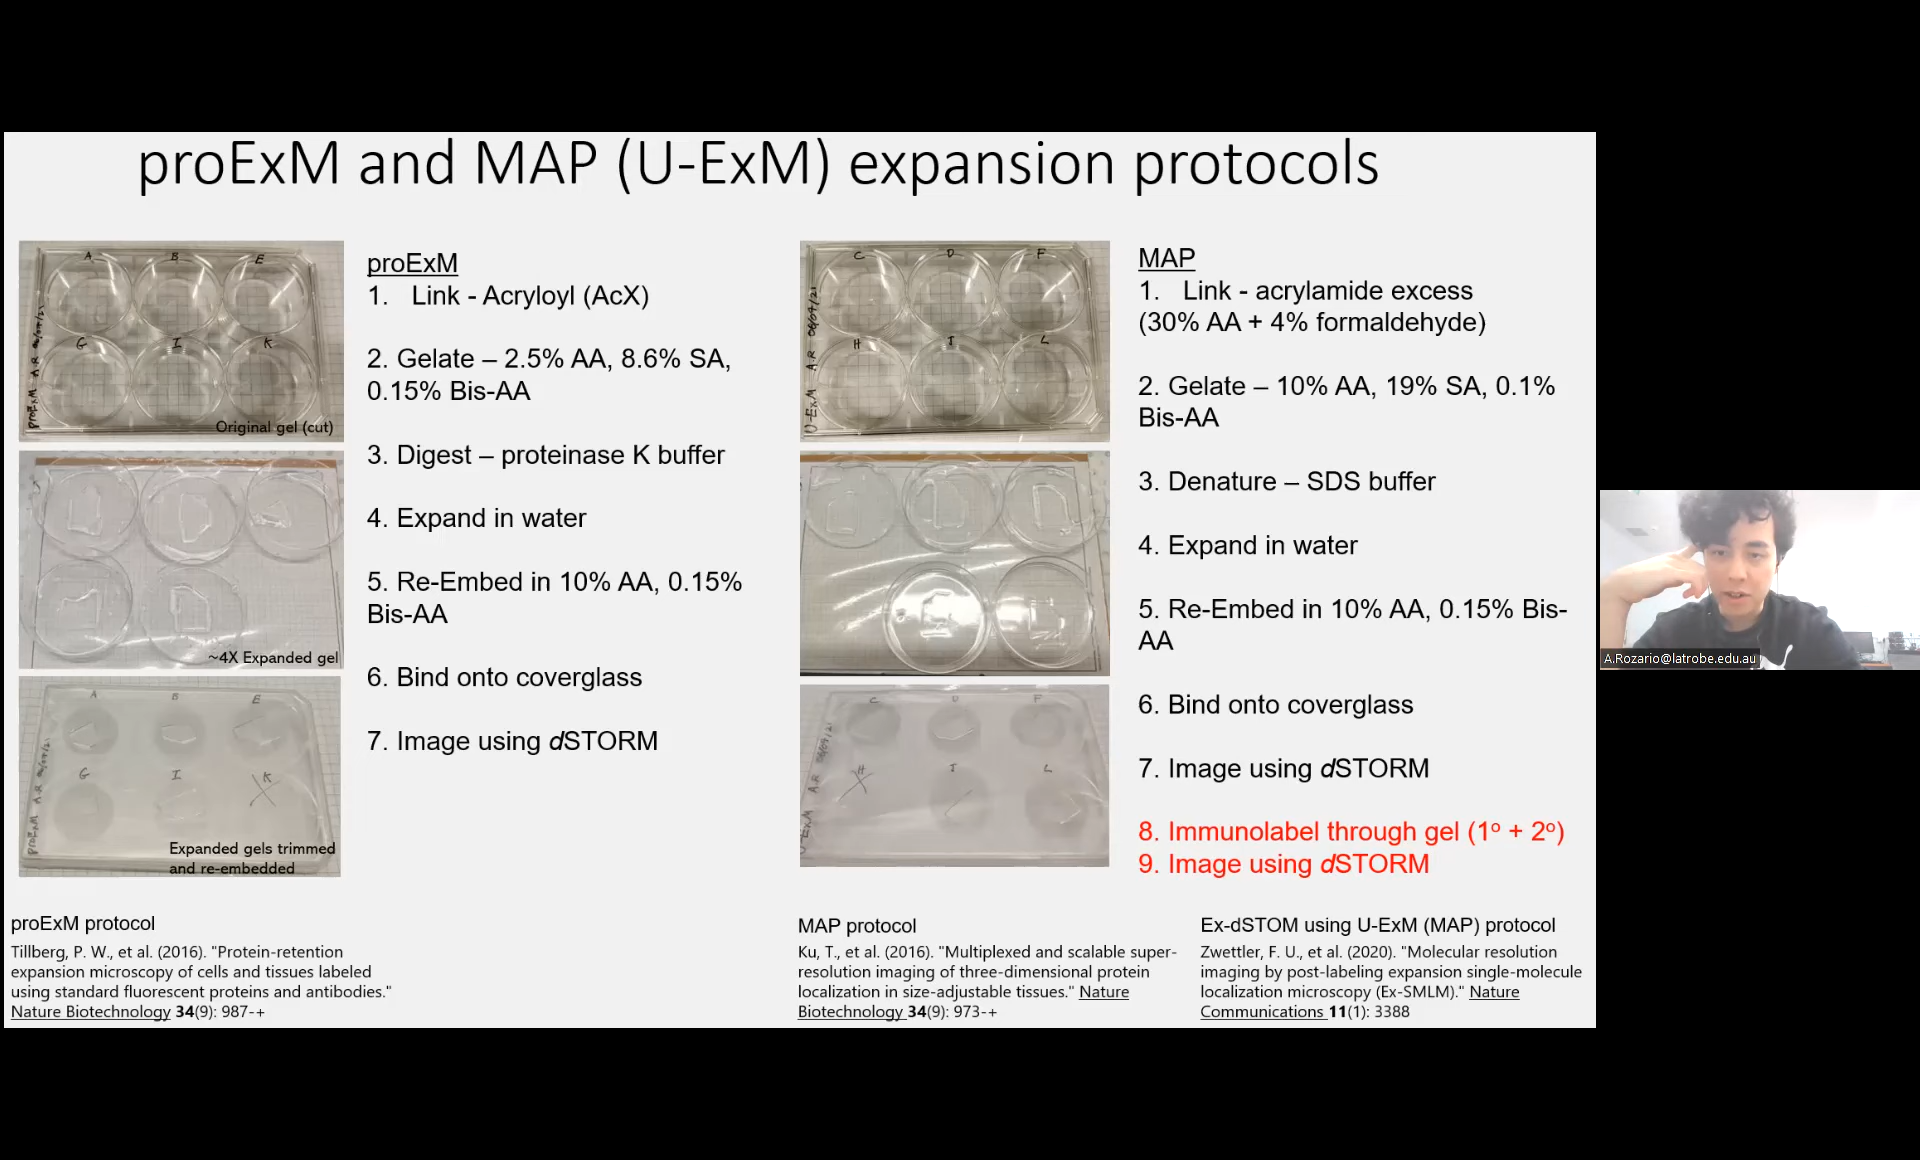 proExM and MAP (U-ExM) expansion protocols
A
B
E
G
I
K
proExM A.R
Original gel (cut)
~4X Expanded gel
A
B
E
G
I
K
proExM A.R
Expanded gels trimmed
and re-embedded
proExM
1. Link - Acryloyl (AcX)
2. Gelate – 2.5% AA, 8.6% SA,
0.15% Bis-AA
3. Digest – proteinase K buffer
4. Expand in water
5. Re-Embed in 10% AA, 0.15%
Bis-AA
6. Bind onto coverglass
7. Image using dSTORM
C
D
F
H
J
L
U-ExM A.R 06/07/21
C
D
F
H
J
L
U-ExM A.R
MAP
1. Link - acrylamide excess
(30% AA + 4% formaldehyde)
2. Gelate – 10% AA, 19% SA, 0.1%
Bis-AA
3. Denature – SDS buffer
4. Expand in water
5. Re-Embed in 10% AA, 0.15% Bis-
AA
6. Bind onto coverglass
7. Image using dSTORM
8. Immunolabel through gel (1º + 2º)
9. Image using dSTORM
proExM protocol
Tillberg, P. W., et al. (2016). "Protein-retention
expansion microscopy of cells and tissues labeled
using standard fluorescent proteins and antibodies."
Nature Biotechnology 34(9): 987-+
MAP protocol
Ku, T., et al. (2016). "Multiplexed and scalable super-
resolution imaging of three-dimensional protein
localization in size-adjustable tissues." Nature
Biotechnology 34(9): 973-+
Ex-dSTOM using U-ExM (MAP) protocol
Zwettler, F. U., et al. (2020). "Molecular resolution
imaging by post-labeling expansion single-molecule
localization microscopy (Ex-SMLM)." Nature
Communications 11(1): 3388
A.Rozario@latrobe.edu.au